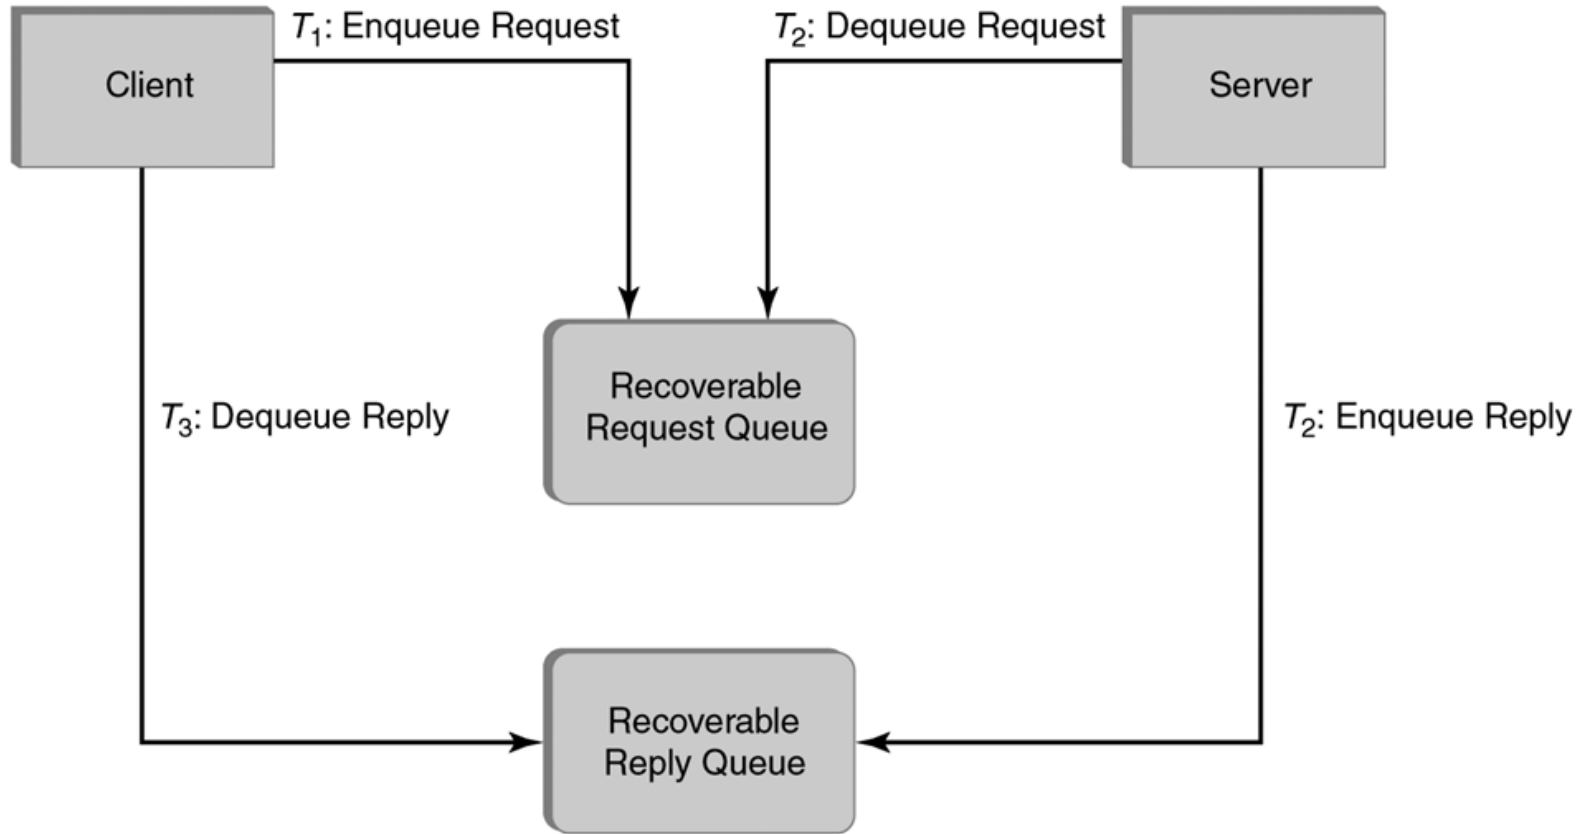 T₁: Enqueue Request
T₂: Dequeue Request
Client
Server
Recoverable
Request Queue
T₃: Dequeue Reply
T₂: Enqueue Reply
Recoverable
Reply Queue